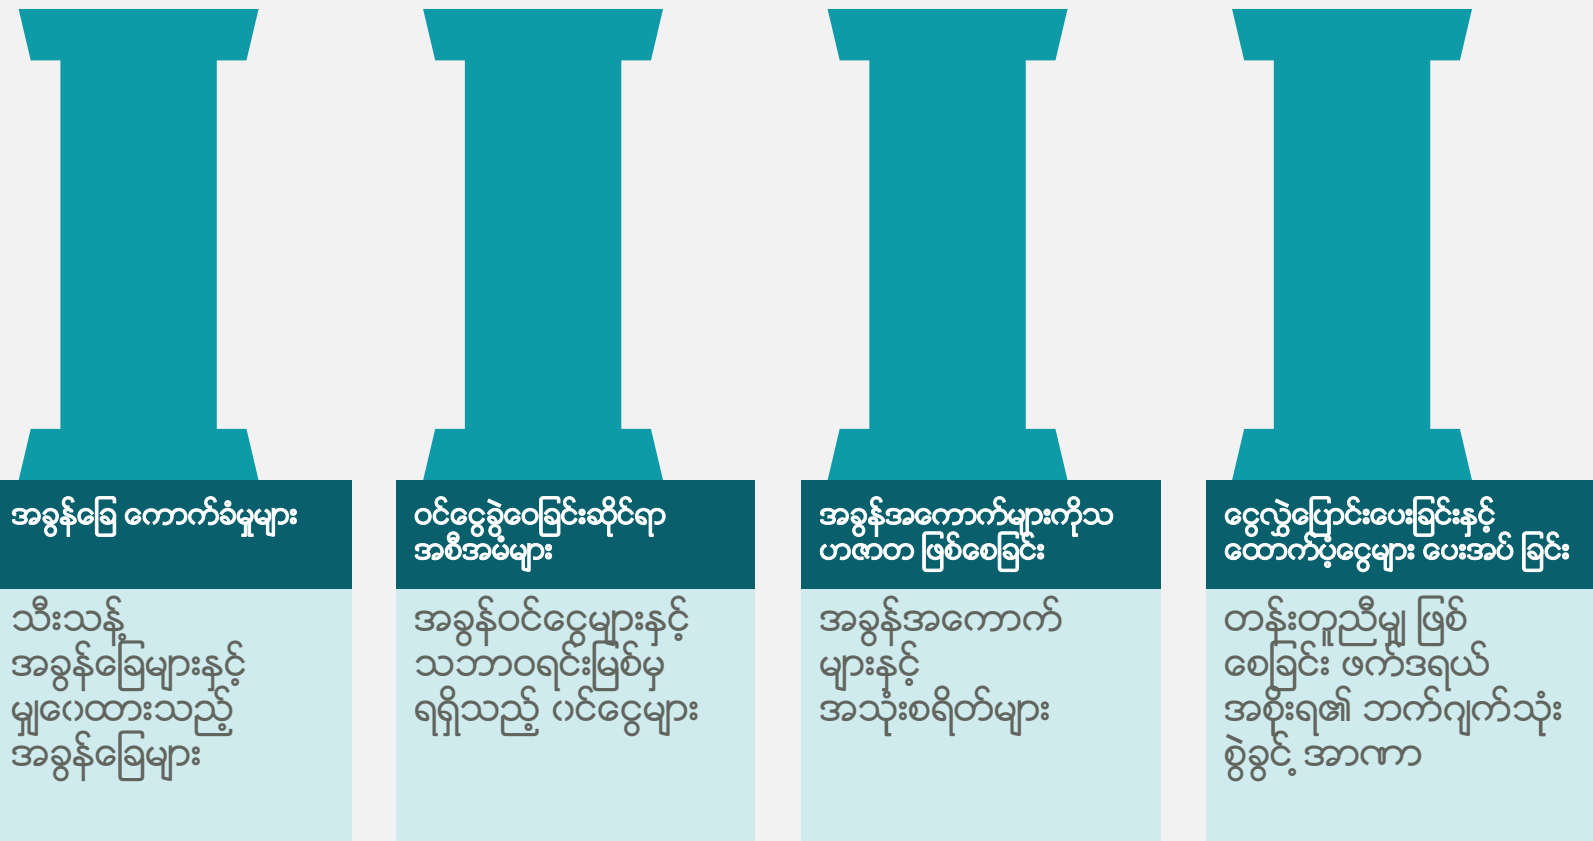 အခွန်ခြေ ကောက်ခံမှုများ
သီးသန့်
အခွန်ခြေများနှင့်
မျှဝေထားသည့်
အခွန်ခြေများ
ဝင်ငွေခွဲဝေခြင်းဆိုင်ရာ
အစီအမံများ
အခွန်ဝင်ငွေများနှင့်
သဘာဝရင်းမြစ်မှ
ရရှိသည့် ဝင်ငွေများ
အခွန်အကောက်များကိုသ
ဟဇာတ ဖြစ်စေခြင်း
အခွန်အကောက်
များနှင့်
အသုံးစရိတ်များ
ငွေလွှဲပြောင်းပေးခြင်းနှင့်
ထောက်ပံ့ငွေများ ပေးအပ် ခြင်း
တန်းတူညီမျှ ဖြစ်
စေခြင်း ဖက်ဒရယ်
အစိုးရ၏ ဘက်ဂျက်သုံး
စွဲခွင့် အာဏာ